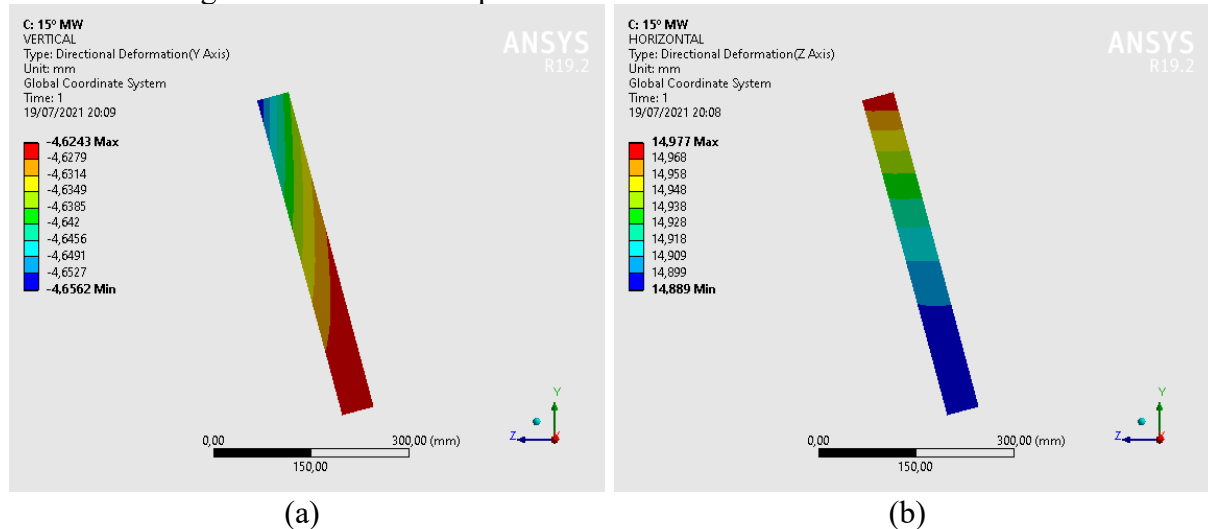 C: 15º MW
VERTICAL
Type: Directional Deformation(Y Axis)
Unit: mm
Global Coordinate System
Time: 1
19/07/2021 20:09
ANSYS
R19.2
-4,6243 Max
-4,6279
-4,6314
-4,6349
-4,6385
-4,642
-4,6456
-4,6491
-4,6527
-4,6562 Min
Y
Z
0,00
300,00 (mm)
150,00
(a)
C: 15º MW
HORIZONTAL
Type: Directional Deformation(Z Axis)
Unit: mm
Global Coordinate System
Time: 1
19/07/2021 20:08
ANSYS
R19.2
14,977 Max
14,968
14,958
14,948
14,938
14,928
14,918
14,909
14,899
14,889 Min
Y
Z
0,00
300,00 (mm)
150,00
(b)